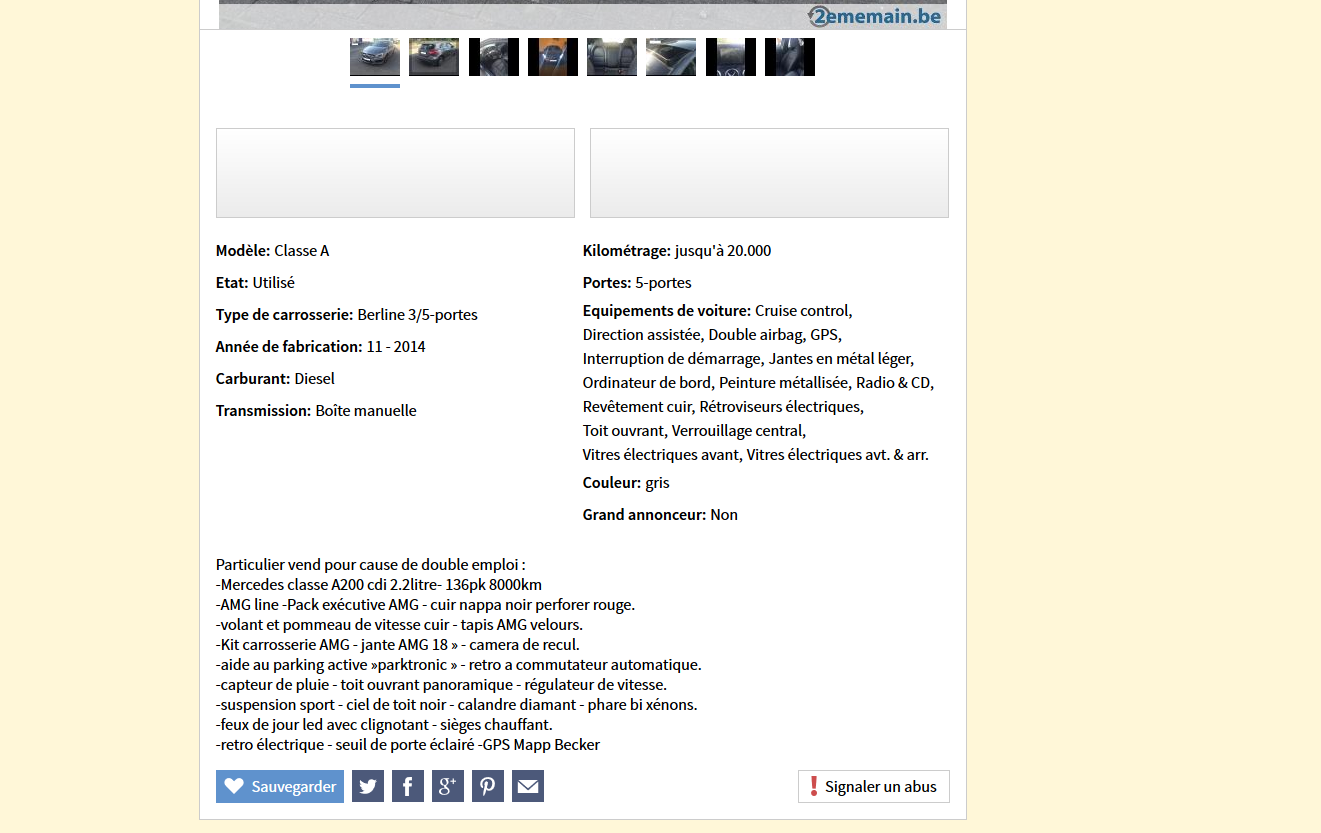 2ememain.be
Modèle: Classe A
Etat: Utilisé
Type de carrosserie: Berline 3/5-portes
Année de fabrication: 11 - 2014
Carburant: Diesel
Transmission: Boîte manuelle
Kilométrage: jusqu'à 20.000
Portes: 5-portes
Equipements de voiture: Cruise control,
Direction assistée, Double airbag, GPS,
Interruption de démarrage, Jantes en métal léger,
Ordinateur de bord, Peinture métallisée, Radio & CD,
Revêtement cuir, Rétroviseurs électriques,
Toit ouvrant, Verrouillage central,
Vitres électriques avant, Vitres électriques avt. & arr.
Couleur: gris
Grand annonceur: Non
Particulier vend pour cause de double emploi :
-Mercedes classe A200 cdi 2.2litre- 136pk 8000km
-AMG line -Pack exécutive AMG - cuir nappa noir perforer rouge.
-volant et pommeau de vitesse cuir - tapis AMG velours.
-Kit carrosserie AMG - jante AMG 18 » - camera de recul.
-aide au parking active »parktronic » - retro a commutateur automatique.
-capteur de pluie - toit ouvrant panoramique - régulateur de vitesse.
-suspension sport - ciel de toit noir - calandre diamant - phare bi xénons.
-feux de jour led avec clignotant - sièges chauffant.
-retro électrique - seuil de porte éclairé -GPS Mapp Becker
Sauvegarder
Signaler un abus